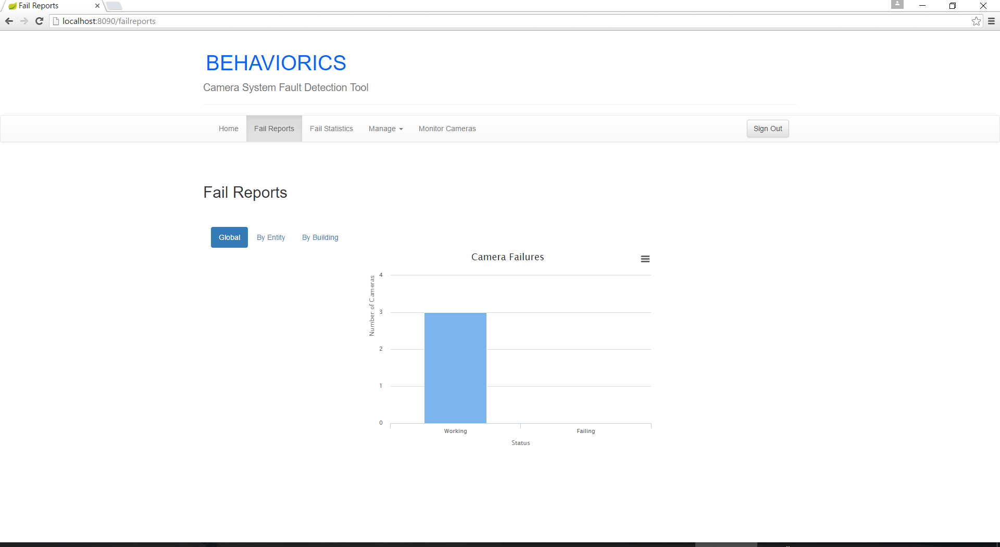 Fail Reports
localhost:8090/failreports
BEHAVIORICS
Camera System Fault Detection Tool
Home Fail Reports Fail Statistics Manage Monitor Cameras Sign Out
Fail Reports
Global By Entity By Building
Camera Failures
Number of Cameras
4
3
2
1
0
Working Failing
Status